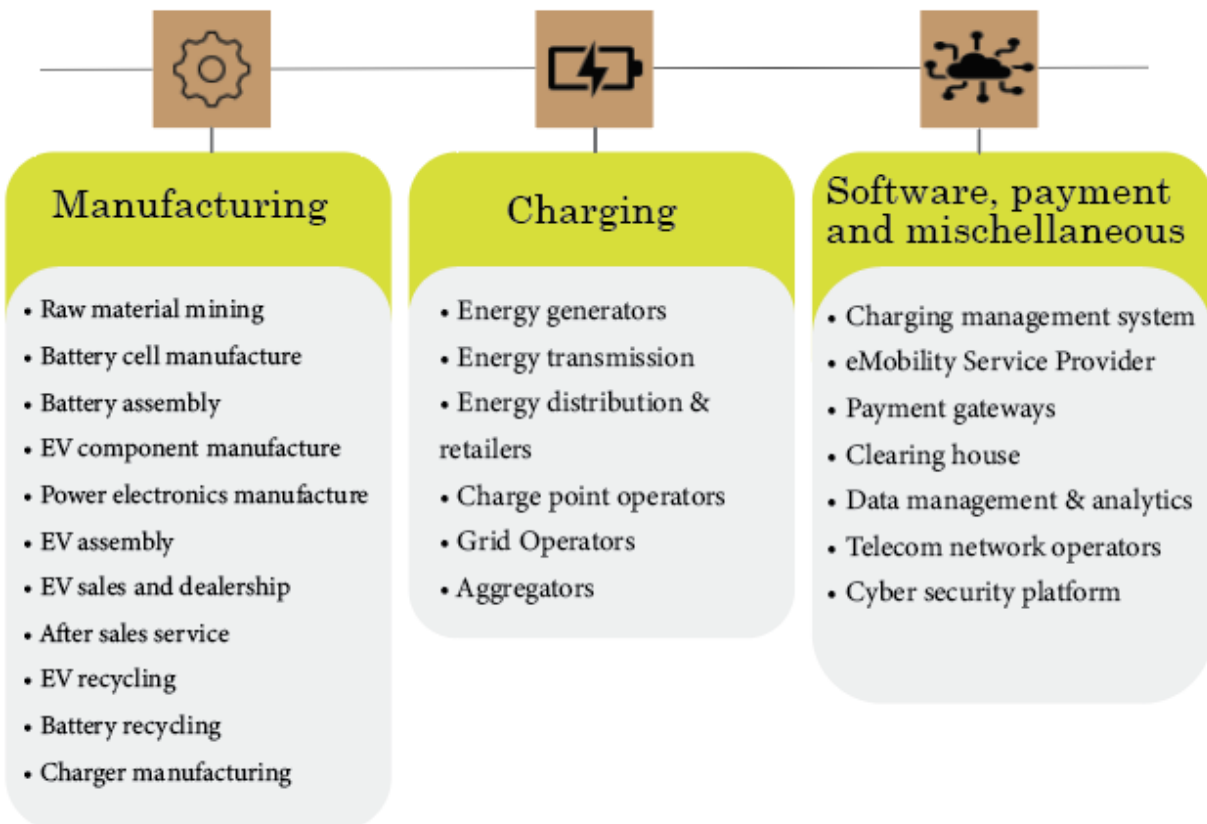 Manufacturing
• Raw material mining
• Battery cell manufacture
• Battery assembly
• EV component manufacture
• Power electronics manufacture
• EV assembly
• EV sales and dealership
• After sales service
• EV recycling
• Battery recycling
• Charger manufacturing
Charging
• Energy generators
• Energy transmission
• Energy distribution &
retailers
• Charge point operators
• Grid Operators
• Aggregators
Software, payment
and mischellaneous
• Charging management system
• eMobility Service Provider
• Payment gateways
• Clearing house
• Data management & analytics
• Telecom network operators
• Cyber security platform